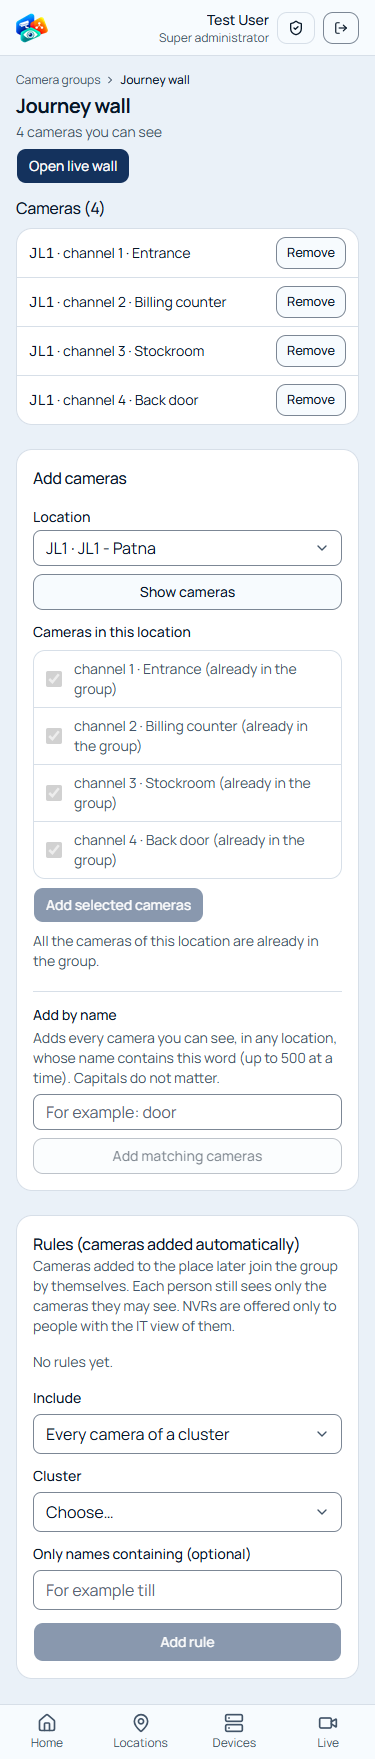 Test User
Super administrator
Camera groups > Journey wall
Journey wall
4 cameras you can see
Open live wall
Cameras (4)
JL1 · channel 1 · Entrance
Remove
JL1 · channel 2 · Billing counter
Remove
JL1 · channel 3 · Stockroom
Remove
JL1 · channel 4 · Back door
Remove
Add cameras
Location
JL1 · JL1 - Patna
Show cameras
Cameras in this location
channel 1 · Entrance (already in the
group)
channel 2 · Billing counter (already in
the group)
channel 3 · Stockroom (already in the
group)
channel 4 · Back door (already in the
group)
Add selected cameras
All the cameras of this location are already in
the group.
Add by name
Adds every camera you can see, in any location,
whose name contains this word (up to 500 at a
time). Capitals do not matter.
For example: door
Add matching cameras
Rules (cameras added automatically)
Cameras added to the place later join the group
by themselves. Each person still sees only the
cameras they may see. NVRs are offered only to
people with the IT view of them.
No rules yet.
Include
Every camera of a cluster
Cluster
Choose...
Only names containing (optional)
For example till
Add rule
Home
Locations
Devices
Live